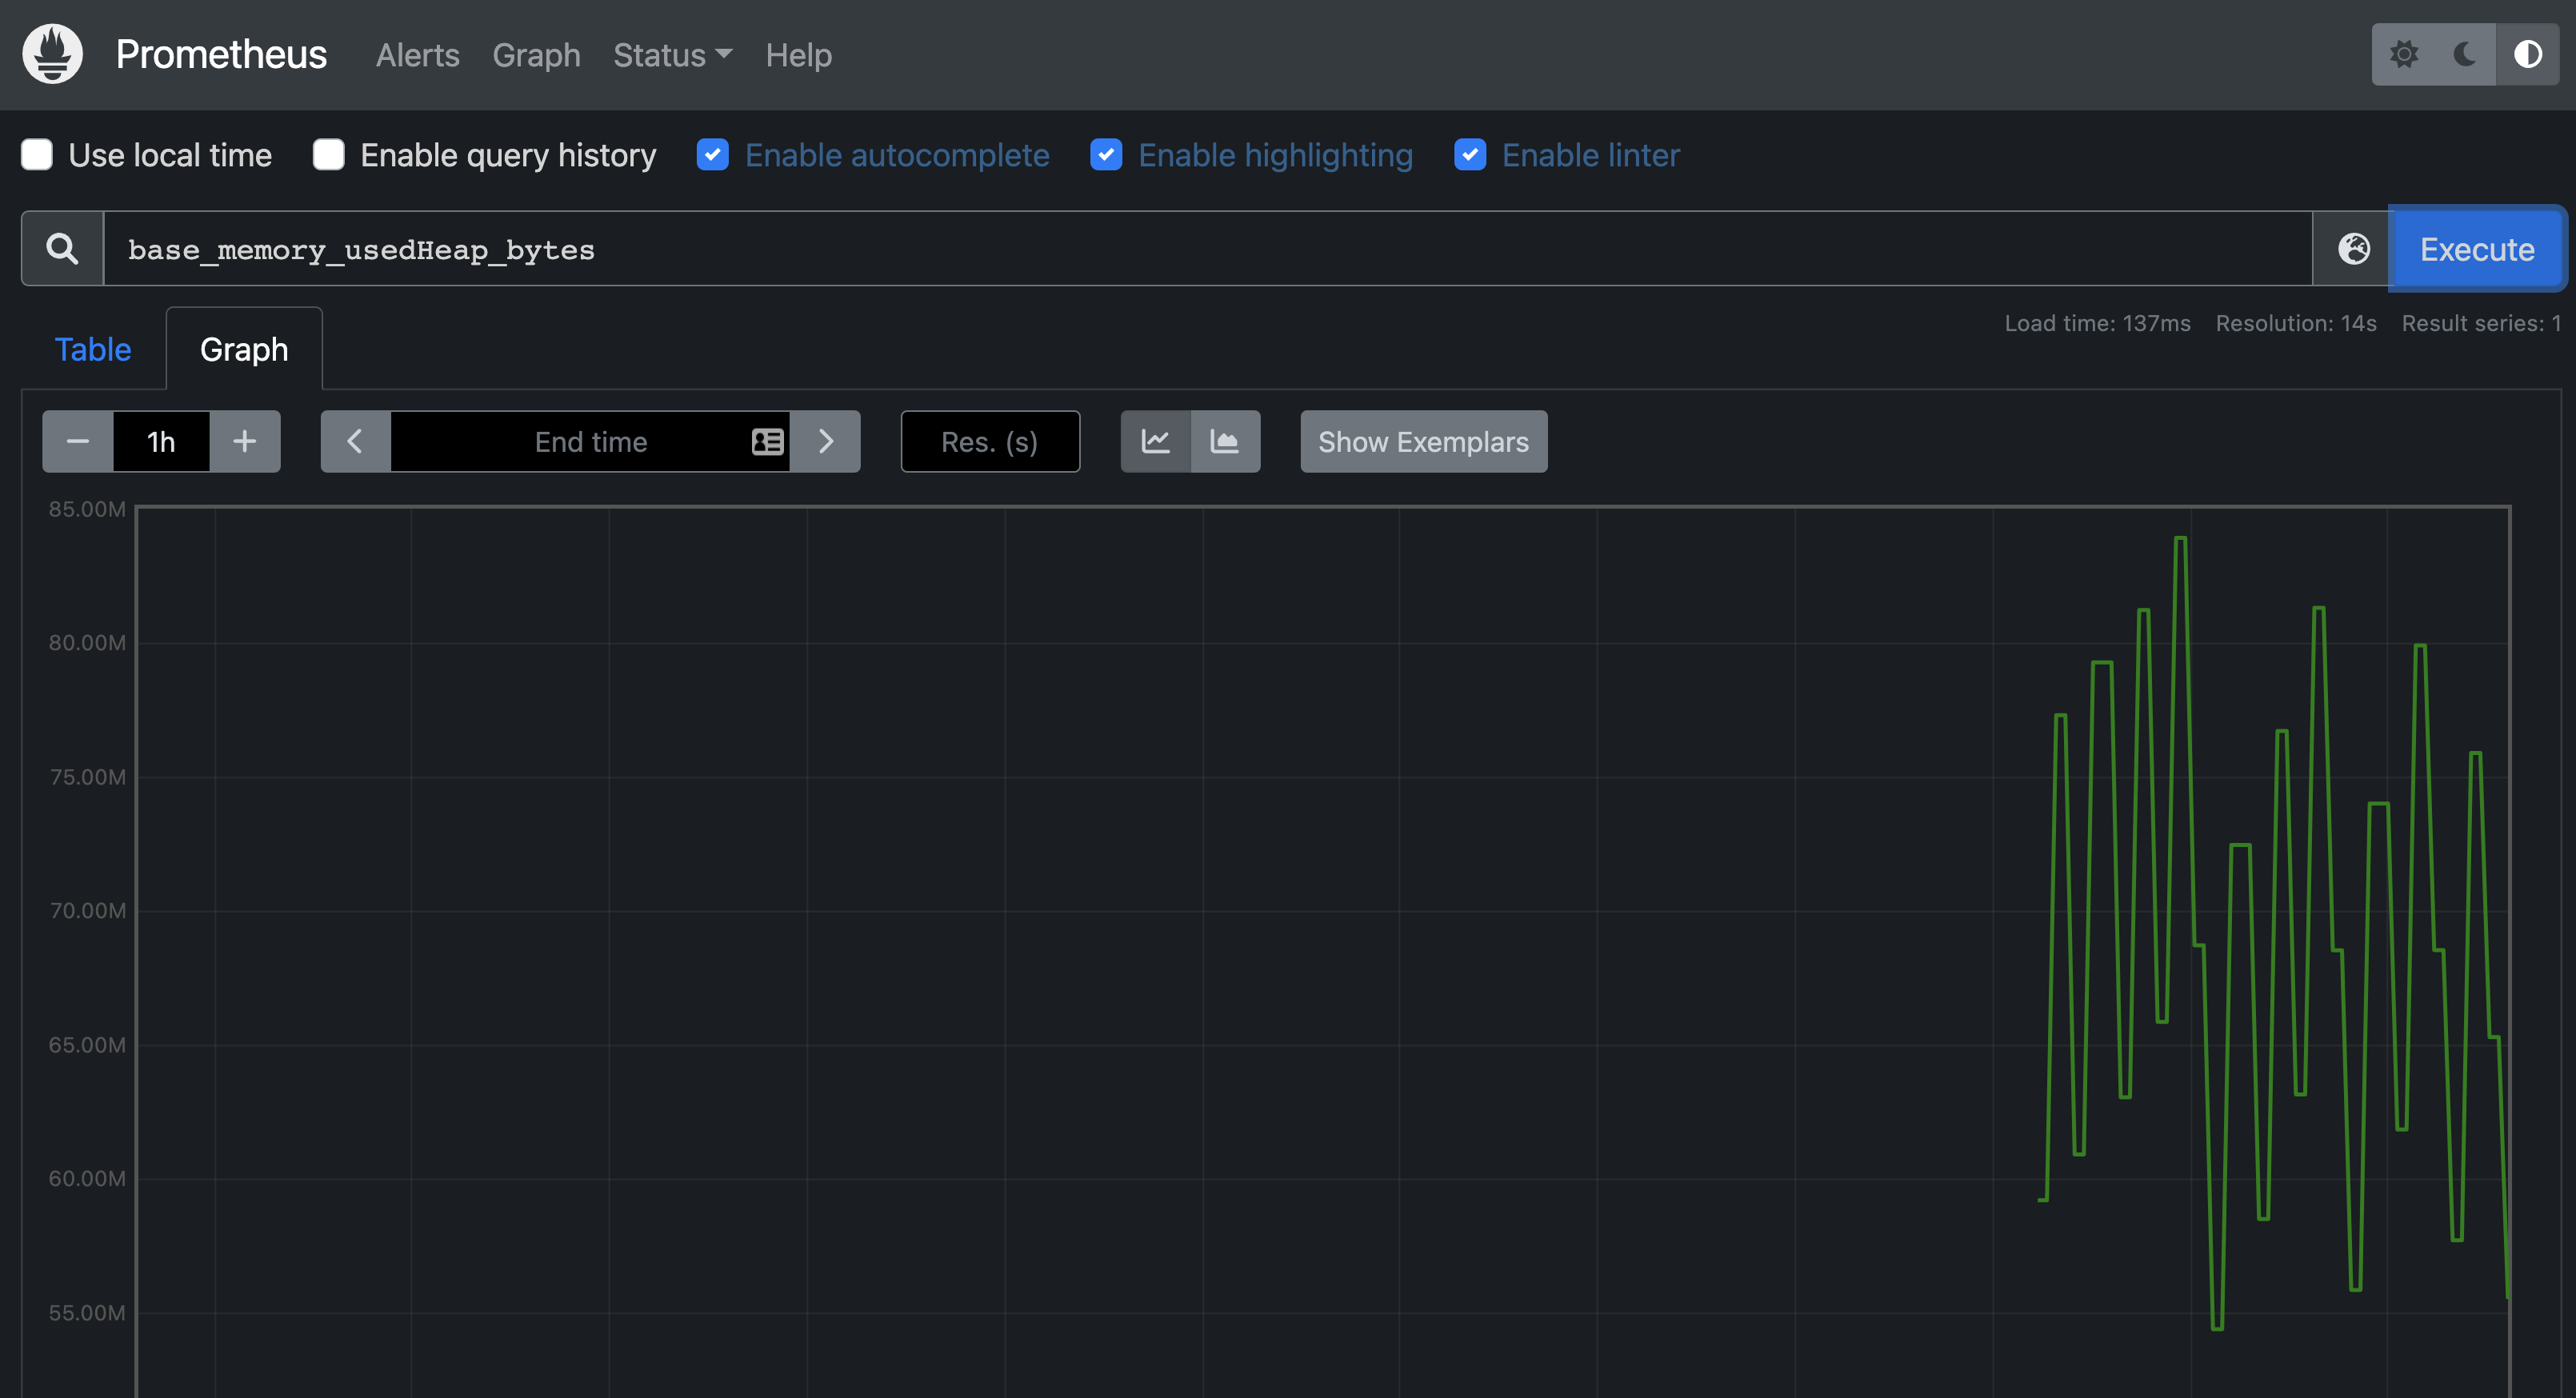 Prometheus Alerts Graph Status Help
Use local time Enable query history Enable autocomplete Enable highlighting Enable linter
base_memory_usedHeap_bytes Execute
Load time: 137ms Resolution: 14s Result series: 1
Table Graph
1h End time Res. (s) Show Exemplars
85.00M
80.00M
75.00M
70.00M
65.00M
60.00M
55.00M